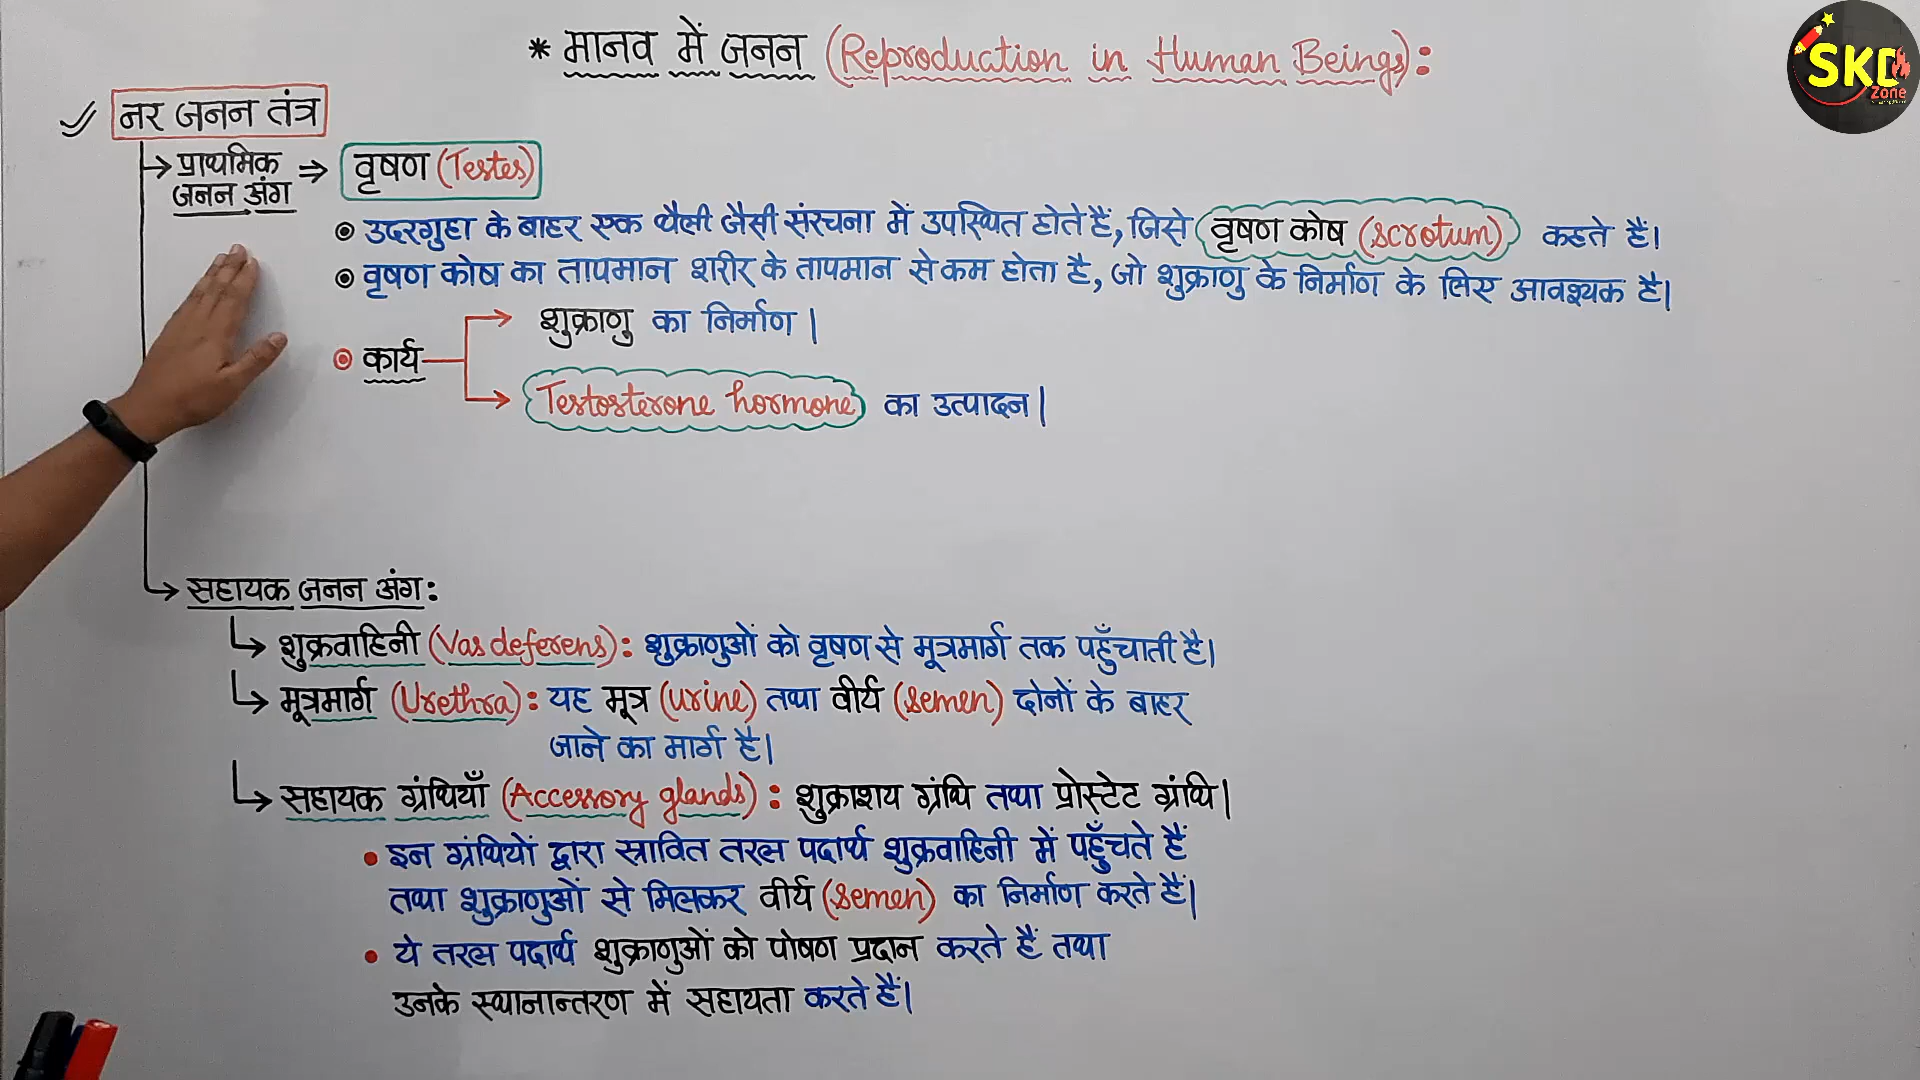 * मानव में जनन (Reproduction in Human Beings):
SKD Zone
नर जनन तंत्र
→ प्राथमिक जनन अंग ⇒ वृषण (Testes)
• उदरगुहा के बाहर एक थैली जैसी संरचना में उपस्थित होते हैं, जिसे वृषण कोष (scrotum) कहते हैं।
• वृषण कोष का तापमान शरीर के तापमान से कम होता है, जो शुक्राणु के निर्माण के लिए आवश्यक है।
• कार्य
→ शुक्राणु का निर्माण।
→ Testosterone hormone का उत्पादन।
→ सहायक जनन अंग:
→ शुक्रवाहिनी (Vas deferens): शुक्राणुओं को वृषण से मूत्रमार्ग तक पहुँचाती है।
→ मूत्रमार्ग (Urethra): यह मूत्र (urine) तथा वीर्य (semen) दोनों के बाहर
जाने का मार्ग है।
→ सहायक ग्रंथियाँ (Accessory glands): शुक्राशय ग्रंथि तथा प्रोस्टेट ग्रंथि।
• इन ग्रंथियों द्वारा स्रावित तरल पदार्थ शुक्रवाहिनी में पहुँचते हैं
तथा शुक्राणुओं से मिलकर वीर्य (semen) का निर्माण करते हैं।
• ये तरल पदार्थ शुक्राणुओं को पोषण प्रदान करते हैं तथा
उनके स्थानान्तरण में सहायता करते हैं।